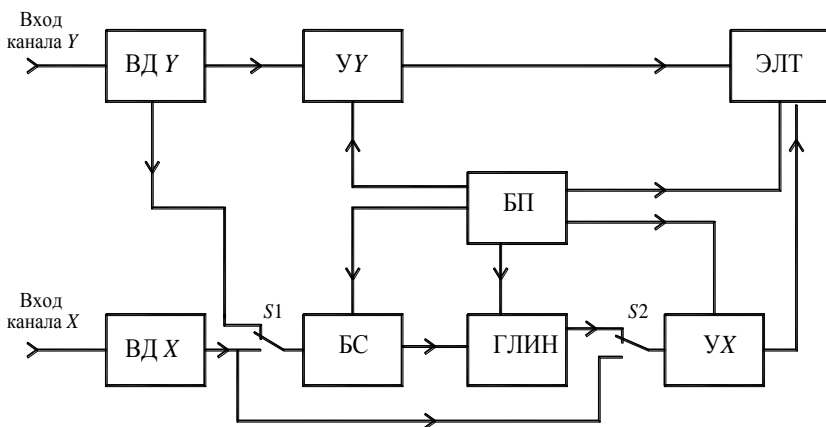 Вход
канала Y
ВД Y
УY
ЭЛТ
БП
Вход
канала X
ВД X
S1
БС
ГЛИН
S2
УX